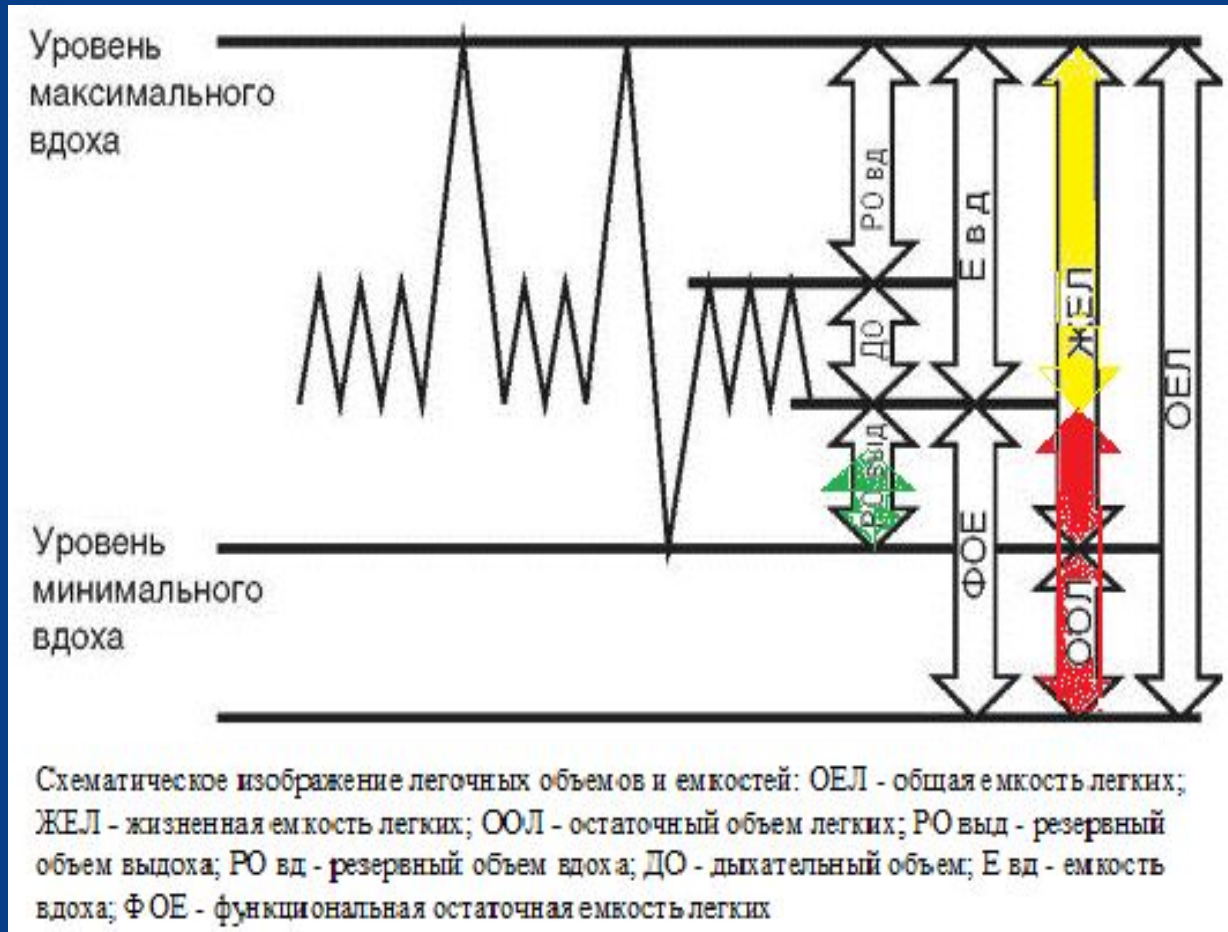 Уровень
максимального
вдоха
РО вд
Е вд
ЖЕЛ
ДО
ОЕЛ
РО выд
ФОЕ
ООЛ
Уровень
минимального
вдоха
Схематическое изображение легочных объемов и емкостей: ОЕЛ - общая емкость легких;
ЖЕЛ - жизненная емкость легких; ООЛ - остаточный объем легких; РО выд - резервный
объем выдоха; РО вд - резервный объем вдоха; ДО - дыхательный объем; Е вд - емкость
вдоха; ФОЕ - функциональная остаточная емкость легких